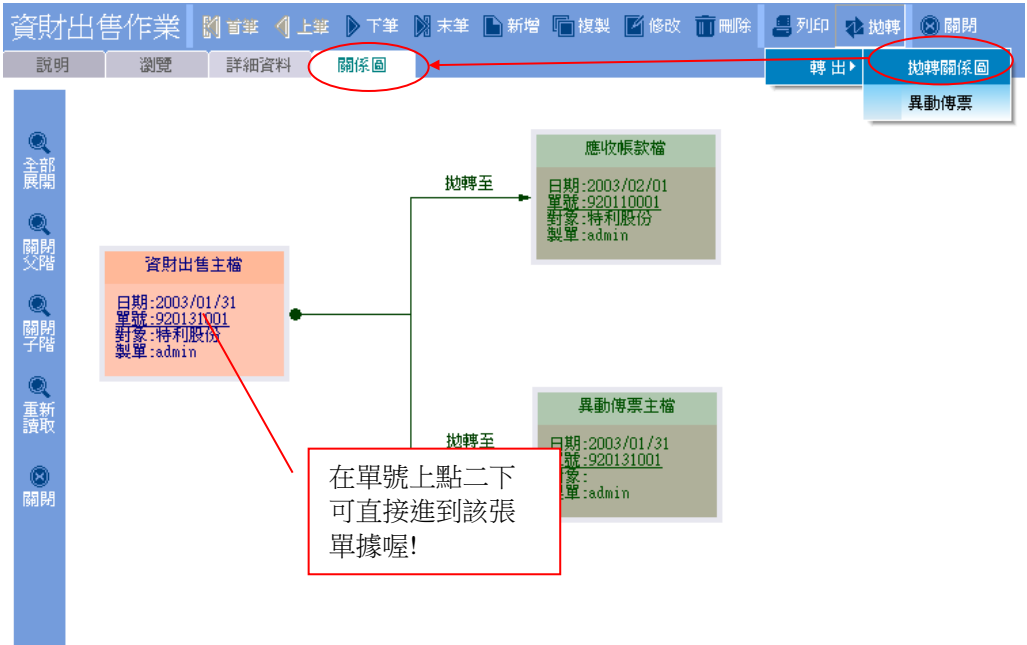 資財出售作業 首筆 上筆 下筆 末筆 新增 複製 修改 刪除 列印 拋轉 關閉
說明 瀏覽 詳細資料 關係圖
轉出 拋轉關係圖
異動傳票
全部
展開
關閉
父階
關閉
子階
重新
讀取
關閉
資財出售主檔
日期:2003/01/31
單號:920131001
對象:特利股份
製單:admin
拋轉至
應收帳款檔
日期:2003/02/01
單號:920110001
對象:特利股份
製單:admin
拋轉至
異動傳票主檔
日期:2003/01/31
單號:920131001
象:
單:admin
在單號上點二下
可直接進到該張
單據喔!